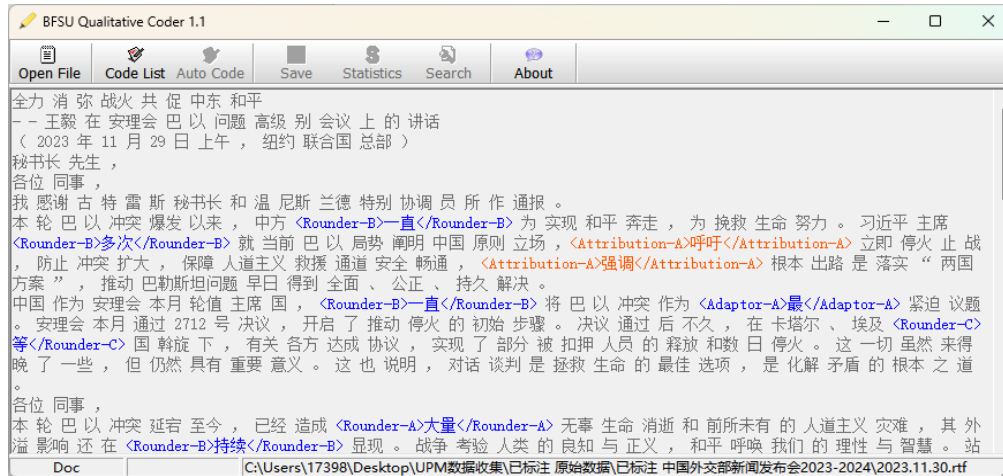 BFSU Qualitative Coder 1.1
Open File Code List Auto Code Save Statistics Search About
全力 消 弥 战火 共 促 中东 和平
-- 王毅 在 安理会 巴 以 问题 高级 别 会议 上 的 讲话
（ 2023 年 11 月 29 日 上午 ， 纽约 联合国 总部 ）
秘书长 先生 ，
各位 同事 ，
我 感谢 古 特 雷 斯 秘书长 和 温 尼斯 兰德 特别 协调 员 所 作 通报 。
本 轮 巴 以 冲突 爆发 以来 ， 中方 <Rounder-B>一直</Rounder-B> 为 实现 和平 奔走 ， 为 挽救 生命 努力 。 习近平 主席
<Rounder-B>多次</Rounder-B> 就 当前 巴 以 局势 阐明 中国 原则 立场 ，<Attribution-A>呼吁</Attribution-A> 立即 停火 止 战
， 防止 冲突 扩大 ， 保障 人道主义 救援 通道 安全 畅通 ， <Attribution-A>强调</Attribution-A> 根本 出路 是 落实 “ 两国
方案 ” ， 推动 巴勒斯坦问题 早日 得到 全面 、 公正 、 持久 解决 。
中国 作为 安理会 本月 轮值 主席 国 ， <Rounder-B>一直</Rounder-B> 将 巴 以 冲突 作为 <Adaptor-A>最</Adaptor-A> 紧迫 议题
。 安理会 本月 通过 2712 号 决议 ， 开启 了 推动 停火 的 初始 步骤 。 决议 通过 后 不久 ， 在 卡塔尔 、 埃及 <Rounder-C>
等</Rounder-C> 国 斡旋 下 ， 有关 各方 达成 协议 ， 实现 了 部分 被 扣押 人员 的 释放 和数 日 停火 。 这 一切 虽然 来得
晚 了 一些 ， 但 仍然 具有 重要 意义 。 这 也 说明 ， 对话 谈判 是 拯救 生命 的 最佳 选项 ， 是 化解 矛盾 的 根本 之 道
。
各位 同事 ，
本 轮 巴 以 冲突 延宕 至今 ， 已经 造成 <Rounder-A>大量</Rounder-A> 无辜 生命 消逝 和 前所未有 的 人道主义 灾难 ， 其 外
溢 影响 还 在 <Rounder-B>持续</Rounder-B> 显现 。 战争 考验 人类 的 良知 与 正义 ， 和平 呼唤 我们 的 理性 与 智慧 。 站
Doc C:\Users\17398\Desktop\UPM数据收集\已标注 原始数据\已标注 中国外交部新闻发布会2023-2024\2023.11.30.rtf